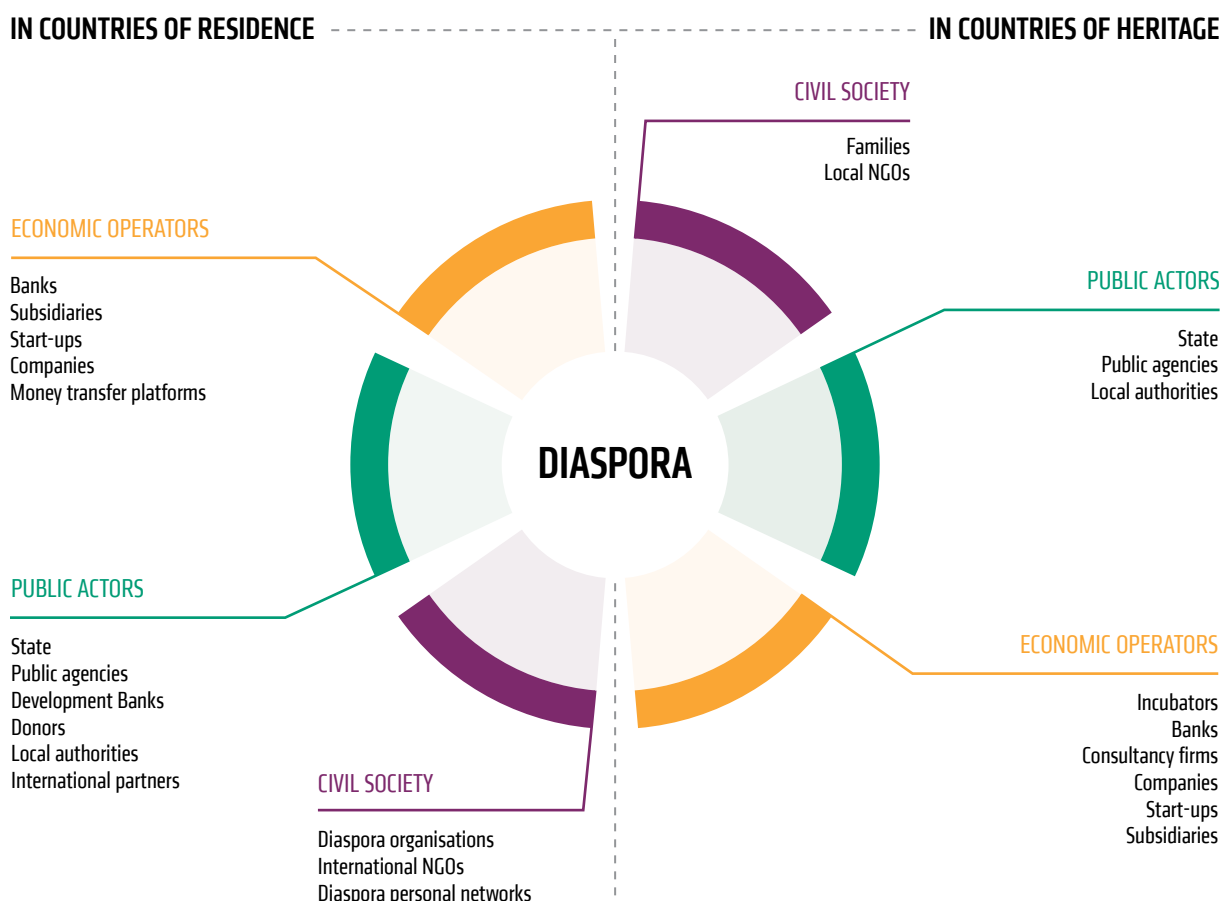 IN COUNTRIES OF RESIDENCE
IN COUNTRIES OF HERITAGE
CIVIL SOCIETY
Families
Local NGOs
ECONOMIC OPERATORS
Banks
Subsidiaries
Start-ups
Companies
Money transfer platforms
PUBLIC ACTORS
State
Public agencies
Local authorities
DIASPORA
PUBLIC ACTORS
State
Public agencies
Development Banks
Donors
Local authorities
International partners
ECONOMIC OPERATORS
Incubators
Banks
Consultancy firms
Companies
Start-ups
Subsidiaries
CIVIL SOCIETY
Diaspora organisations
International NGOs
Diaspora personal networks